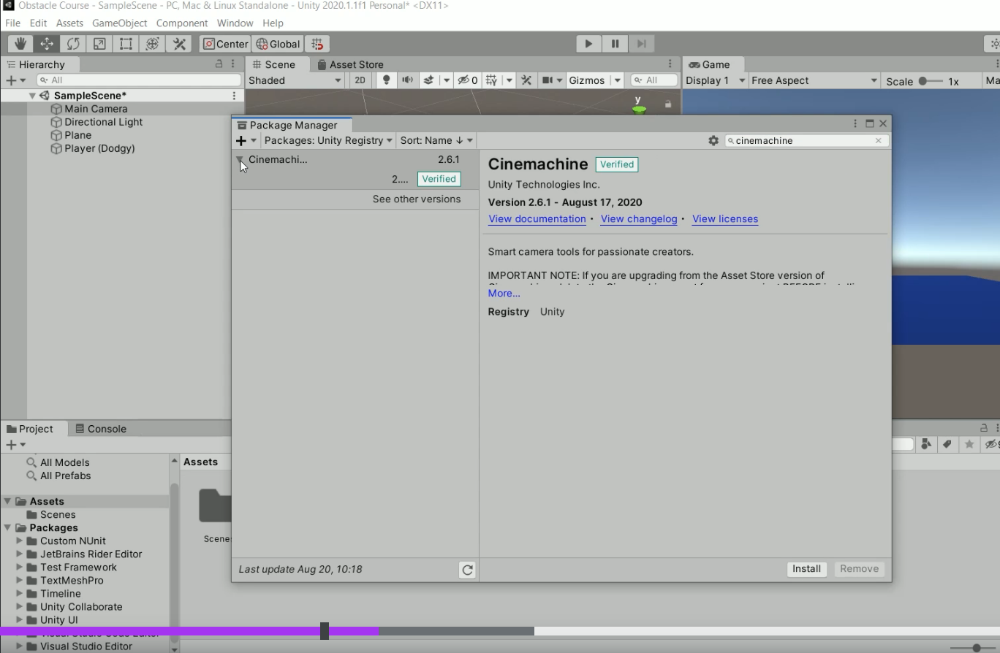 Obstacle Course - SampleScene - PC, Mac & Linux Standalone - Unity 2020.1.1f1 Personal* <DX11>
File Edit Assets GameObject Component Window Help
Center Global
Hierarchy
Scene Asset Store
Game
All
Shaded 2D 0 Gizmos All
Display 1 Free Aspect Scale 1x Ma
SampleScene*
Main Camera
Directional Light
Plane
Player (Dodgy)
y
Package Manager
Packages: Unity Registry Sort: Name ↓
cinemachine
Cinemachi... 2.6.1
2.... Verified
See other versions
Cinemachine Verified
Unity Technologies Inc.
Version 2.6.1 - August 17, 2020
View documentation • View changelog • View licenses
Smart camera tools for passionate creators.
IMPORTANT NOTE: If you are upgrading from the Asset Store version of
More...
Registry Unity
Last update Aug 20, 10:18
Install Remove
Project Console
All Models
All Prefabs
Assets
Scenes
Packages
Custom NUnit
JetBrains Rider Editor
Test Framework
TextMeshPro
Timeline
Unity Collaborate
Unity UI
Visual Studio Editor
Assets
Scenes